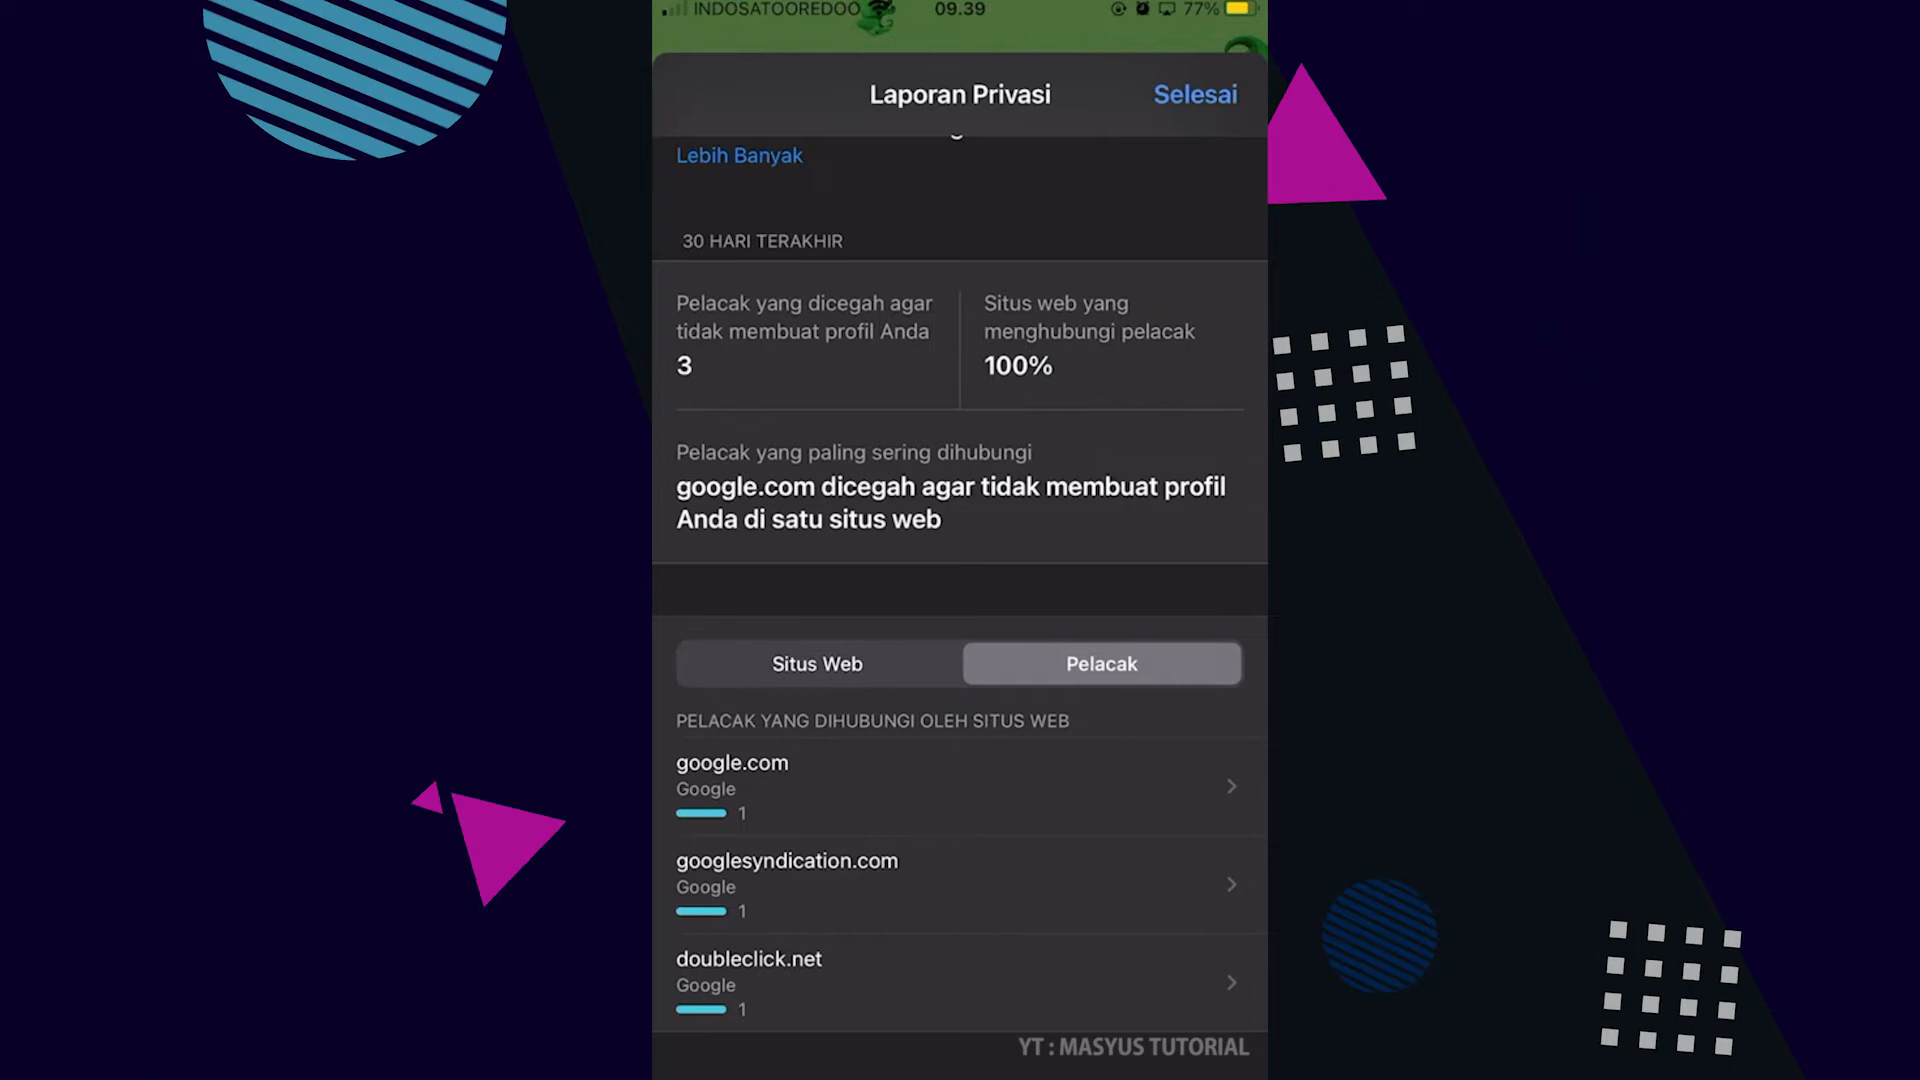 INDOSATOOREDOO
09.39
77%
Laporan Privasi
Selesai
Lebih Banyak
30 HARI TERAKHIR
Pelacak yang dicegah agar
tidak membuat profil Anda
3
Situs web yang
menghubungi pelacak
100%
Pelacak yang paling sering dihubungi
google.com dicegah agar tidak membuat profil
Anda di satu situs web
Situs Web
Pelacak
PELACAK YANG DIHUBUNGI OLEH SITUS WEB
google.com
Google
1
googlesyndication.com
Google
1
doubleclick.net
Google
1
YT : MASYUS TUTORIAL